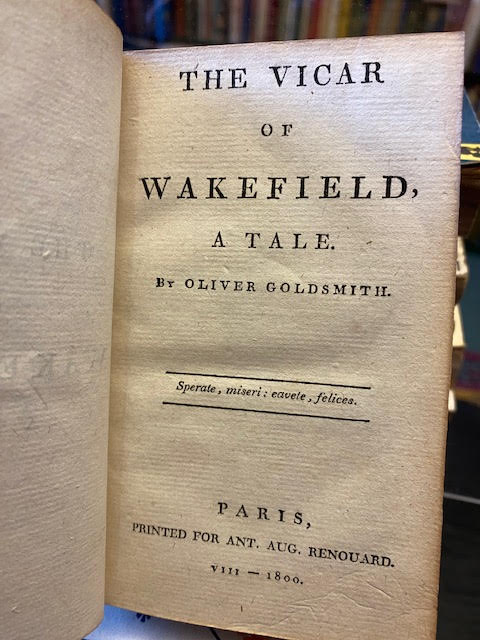 THE VICAR
OF
WAKEFIELD,
A TALE.
By OLIVER GOLDSMITH.
Sperate, miseri: cavete, felices.
PARIS,
PRINTED FOR ANT. AUG. RENOUARD.
VIII — 1800.